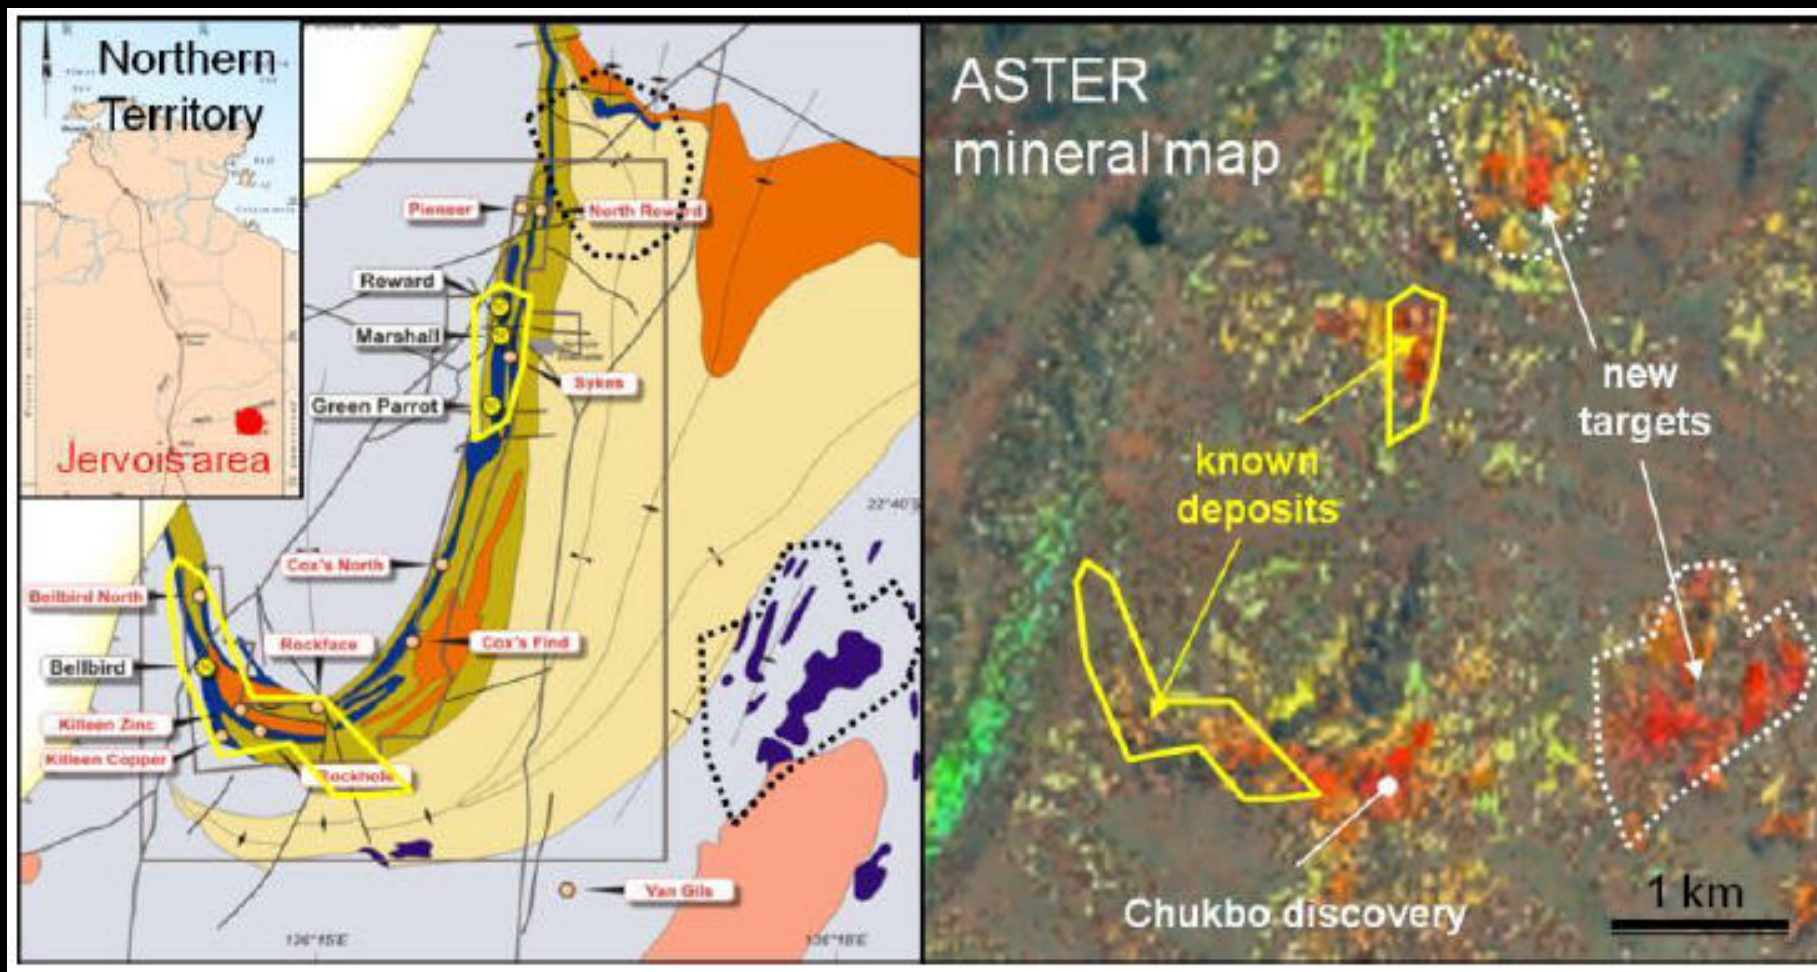 Northern
Territory
Jervois area
Pioneer
North Reward
Reward
Marshall
Sykes
Green Parrot
22°40'S
Cox's North
Bellbird North
Rockface
Cox's Find
Bellbird
Killeen Zinc
Killeen Copper
Rockhole
Van Gils
136°15'E
136°18'E
ASTER
mineral map
new
targets
known
deposits
Chukbo discovery
1 km